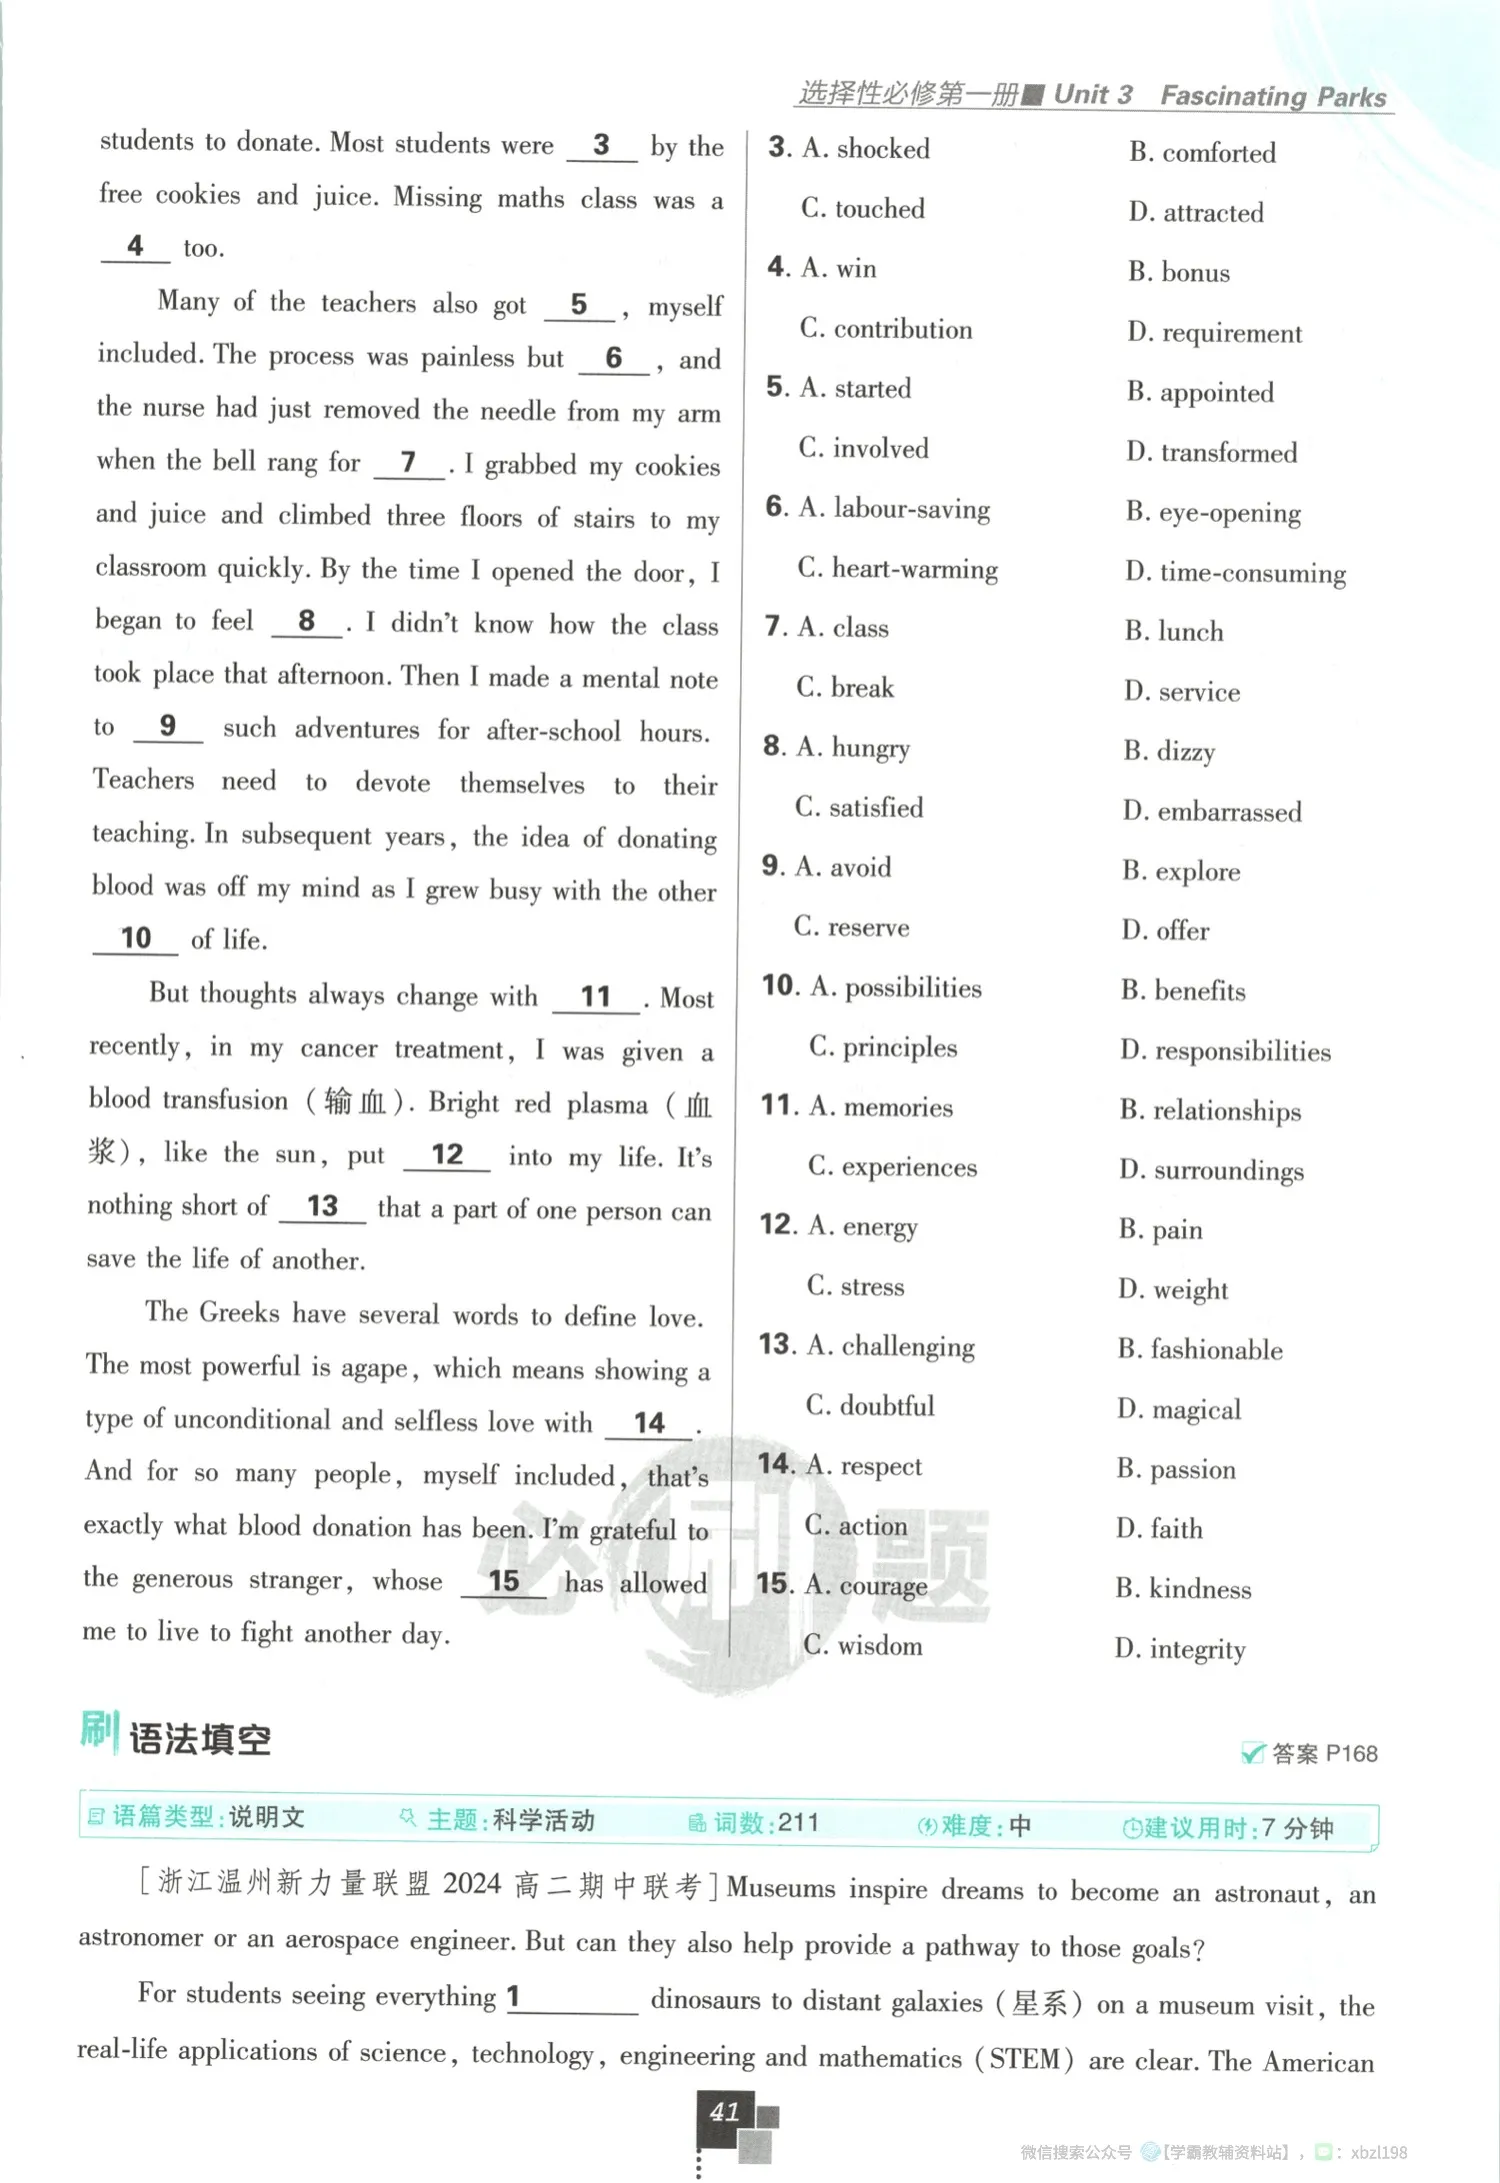 选择性必修第一册■ Unit 3 Fascinating Parks
students to donate. Most students were 3 by the
free cookies and juice. Missing maths class was a
4 too.
Many of the teachers also got 5 , myself
included. The process was painless but 6 , and
the nurse had just removed the needle from my arm
when the bell rang for 7 . I grabbed my cookies
and juice and climbed three floors of stairs to my
classroom quickly. By the time I opened the door, I
began to feel 8 . I didn't know how the class
took place that afternoon. Then I made a mental note
to 9 such adventures for after-school hours.
Teachers need to devote themselves to their
teaching. In subsequent years, the idea of donating
blood was off my mind as I grew busy with the other
10 of life.
But thoughts always change with 11 . Most
recently, in my cancer treatment, I was given a
blood transfusion (输血). Bright red plasma (血
浆), like the sun, put 12 into my life. It's
nothing short of 13 that a part of one person can
save the life of another.
The Greeks have several words to define love.
The most powerful is agape, which means showing a
type of unconditional and selfless love with 14 .
And for so many people, myself included, that's
exactly what blood donation has been. I'm grateful to
the generous stranger, whose 15 has allowed
me to live to fight another day.
3. A. shocked B. comforted
C. touched D. attracted
4. A. win B. bonus
C. contribution D. requirement
5. A. started B. appointed
C. involved D. transformed
6. A. labour-saving B. eye-opening
C. heart-warming D. time-consuming
7. A. class B. lunch
C. break D. service
8. A. hungry B. dizzy
C. satisfied D. embarrassed
9. A. avoid B. explore
C. reserve D. offer
10. A. possibilities B. benefits
C. principles D. responsibilities
11. A. memories B. relationships
C. experiences D. surroundings
12. A. energy B. pain
C. stress D. weight
13. A. challenging B. fashionable
C. doubtful D. magical
14. A. respect B. passion
C. action D. faith
15. A. courage B. kindness
C. wisdom D. integrity
必刷题
刷 语法填空
答案 P168
语篇类型:说明文 主题:科学活动 词数:211 难度:中 建议用时:7 分钟
[浙江温州新力量联盟 2024 高二期中联考]Museums inspire dreams to become an astronaut, an
astronomer or an aerospace engineer. But can they also help provide a pathway to those goals?
For students seeing everything 1 dinosaurs to distant galaxies (星系) on a museum visit, the
real-life applications of science, technology, engineering and mathematics (STEM) are clear. The American
41
微信搜索公众号【学霸教辅资料站】, : xbzl198